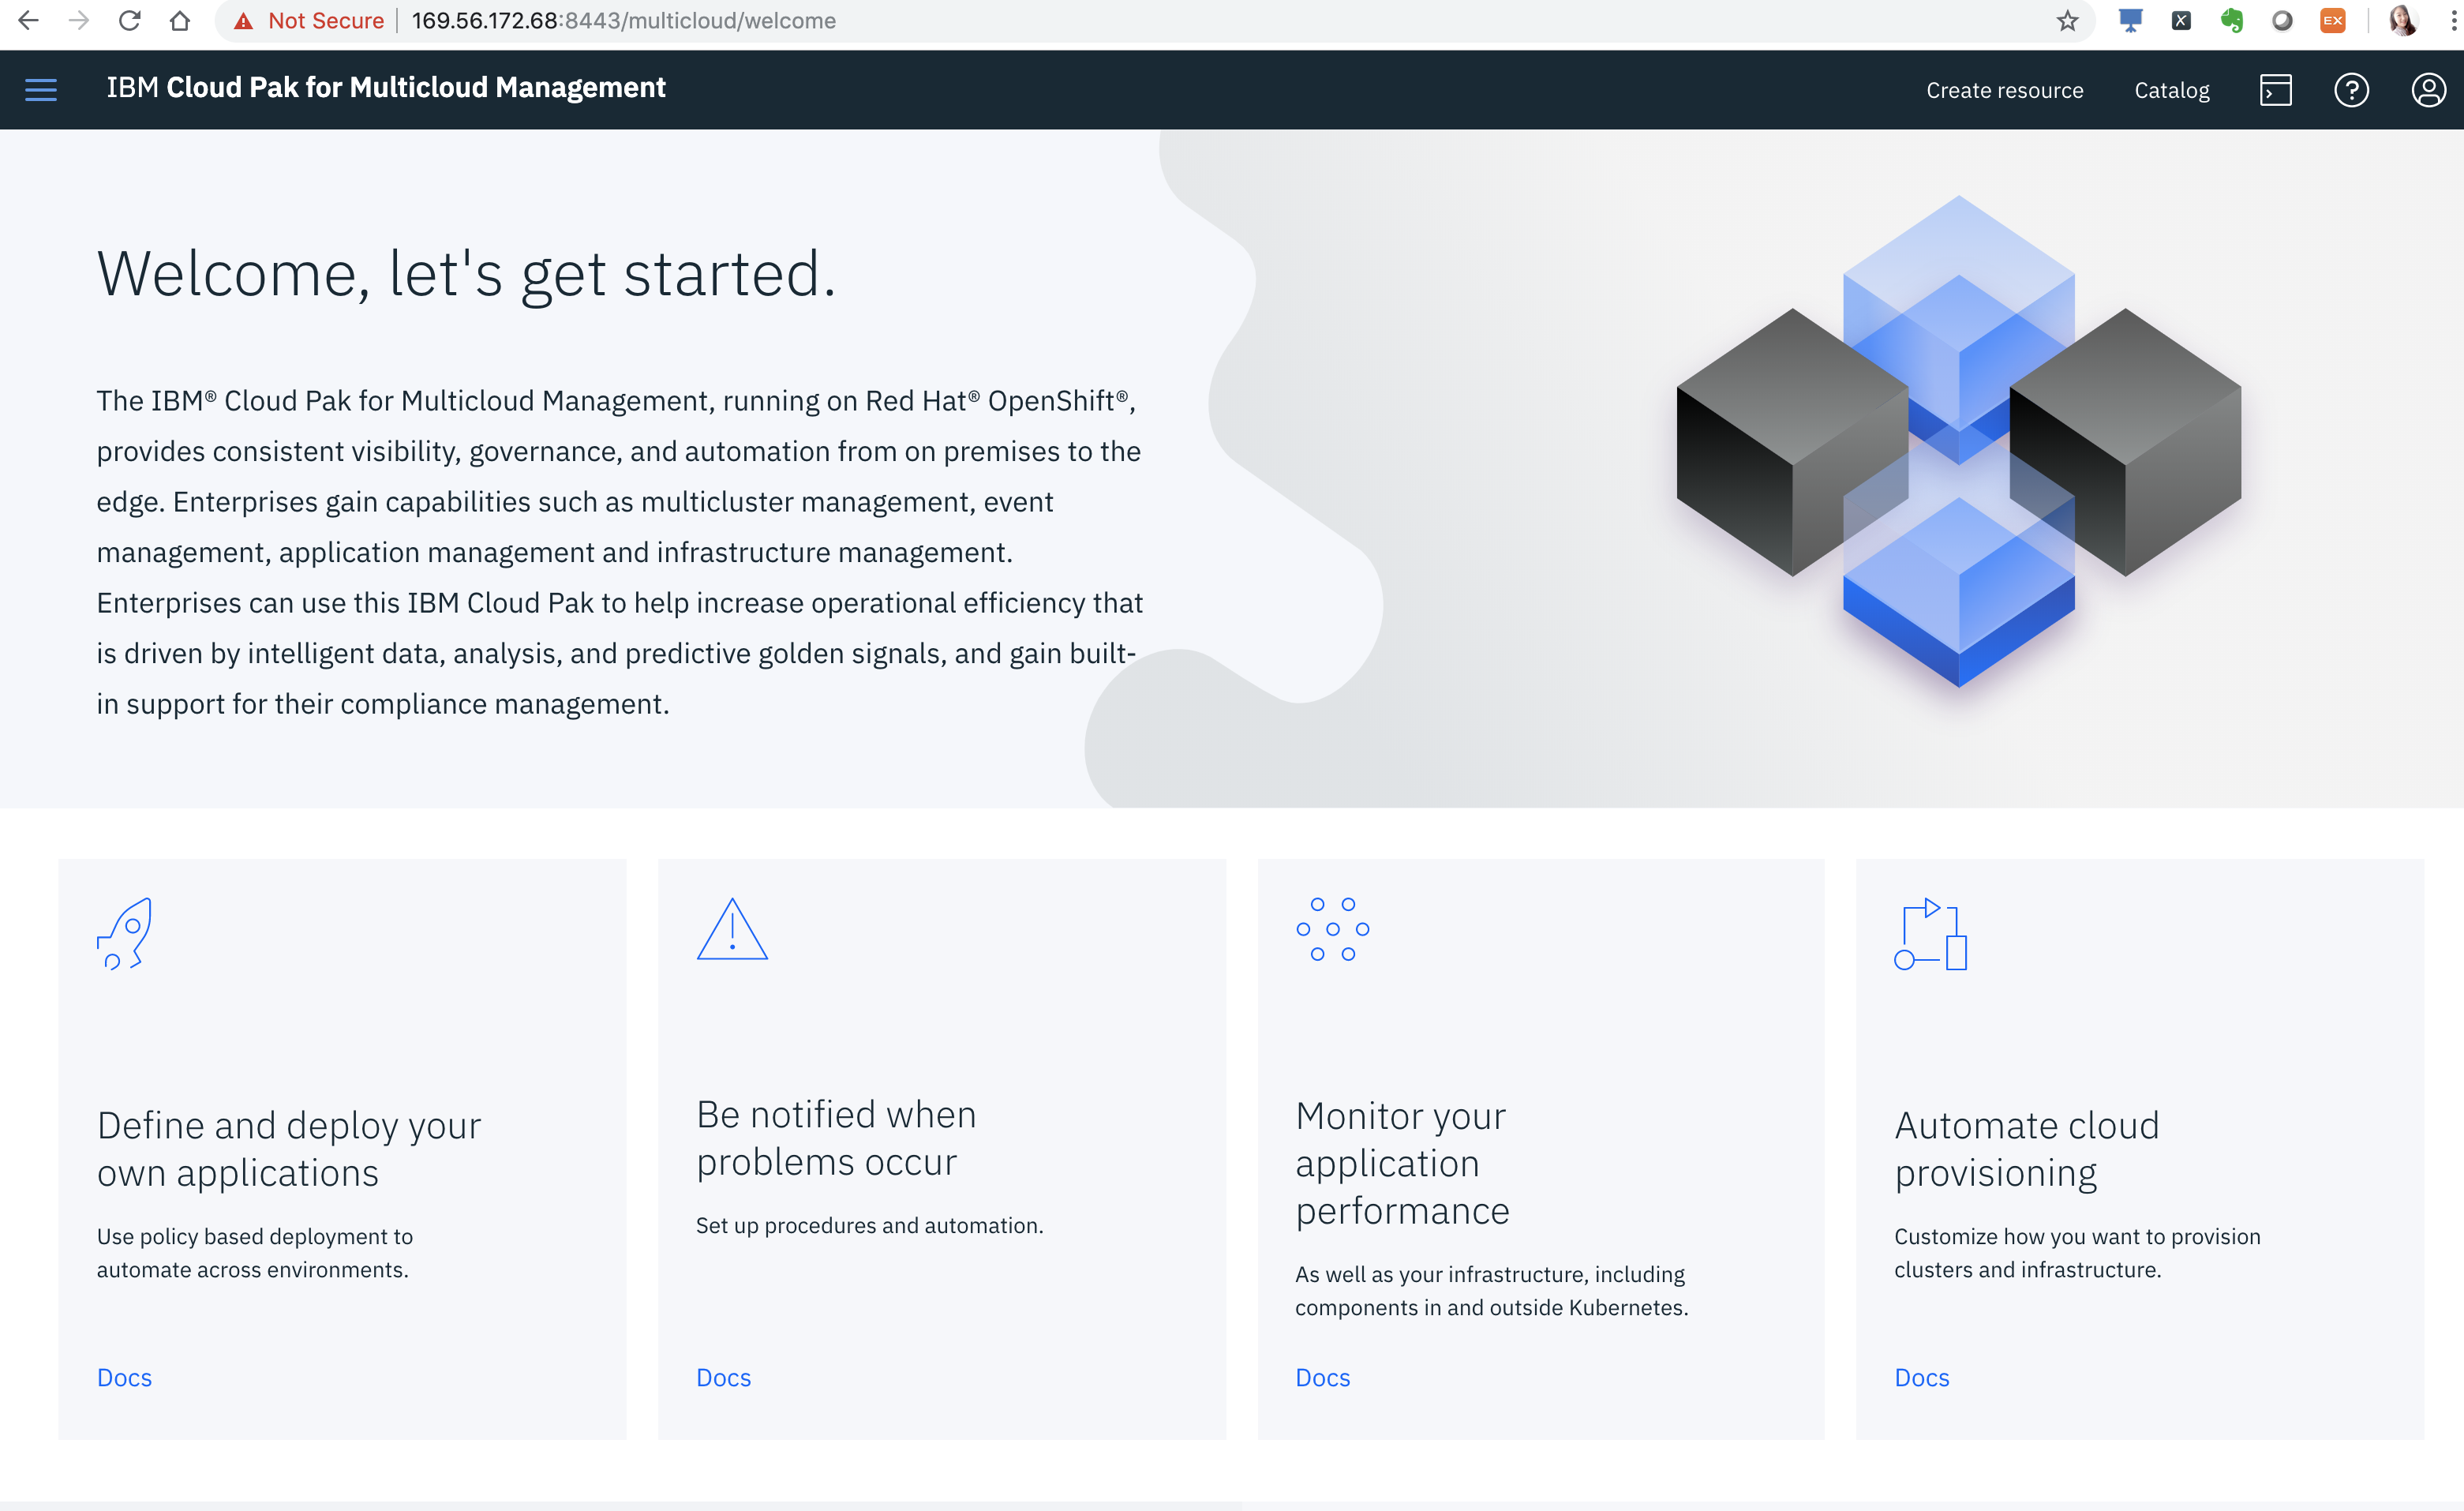 Not Secure | 169.56.172.68:8443/multicloud/welcome
EX
IBM Cloud Pak for Multicloud Management
Create resource
Catalog
Welcome, let's get started.
The IBM® Cloud Pak for Multicloud Management, running on Red Hat® OpenShift®,
provides consistent visibility, governance, and automation from on premises to the
edge. Enterprises gain capabilities such as multicluster management, event
management, application management and infrastructure management.
Enterprises can use this IBM Cloud Pak to help increase operational efficiency that
is driven by intelligent data, analysis, and predictive golden signals, and gain built-
in support for their compliance management.
Define and deploy your
own applications
Use policy based deployment to
automate across environments.
Docs
Be notified when
problems occur
Set up procedures and automation.
Docs
Monitor your
application
performance
As well as your infrastructure, including
components in and outside Kubernetes.
Docs
Automate cloud
provisioning
Customize how you want to provision
clusters and infrastructure.
Docs